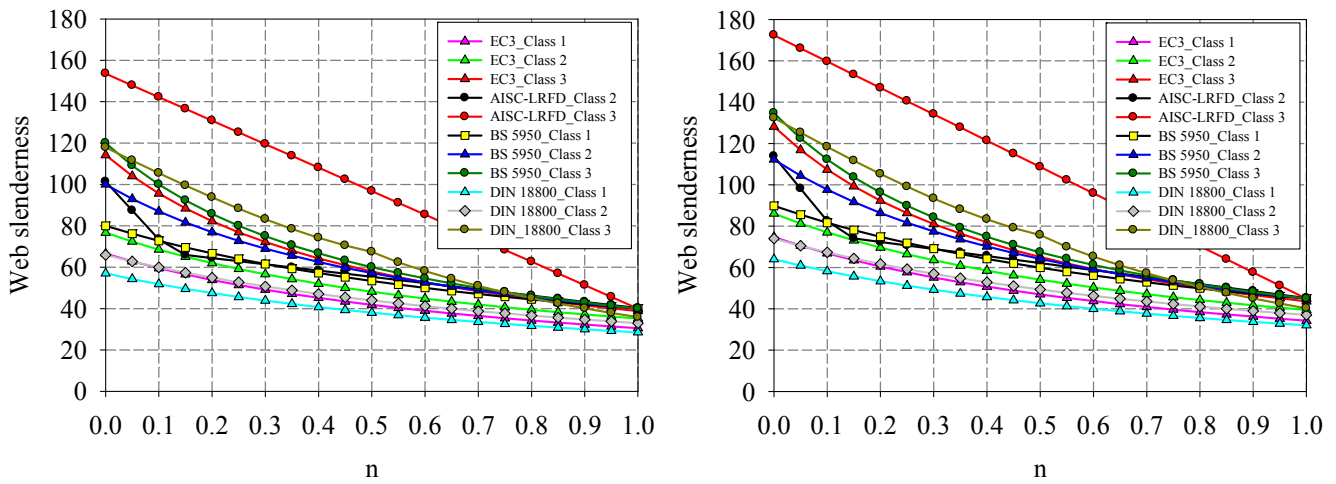 Web slenderness
180
160
140
120
100
80
60
40
20
0
0.0 0.1 0.2 0.3 0.4 0.5 0.6 0.7 0.8 0.9 1.0
n
EC3_Class 1
EC3_Class 2
EC3_Class 3
AISC-LRFD_Class 2
AISC-LRFD_Class 3
BS 5950_Class 1
BS 5950_Class 2
BS 5950_Class 3
DIN 18800_Class 1
DIN 18800_Class 2
DIN_18800_Class 3
Web slenderness
180
160
140
120
100
80
60
40
20
0
0.0 0.1 0.2 0.3 0.4 0.5 0.6 0.7 0.8 0.9 1.0
n
EC3_Class 1
EC3_Class 2
EC3_Class 3
AISC-LRFD_Class 2
AISC-LRFD_Class 3
BS 5950_Class 1
BS 5950_Class 2
BS 5950_Class 3
DIN 18800_Class 1
DIN 18800_Class 2
DIN_18800_Class 3